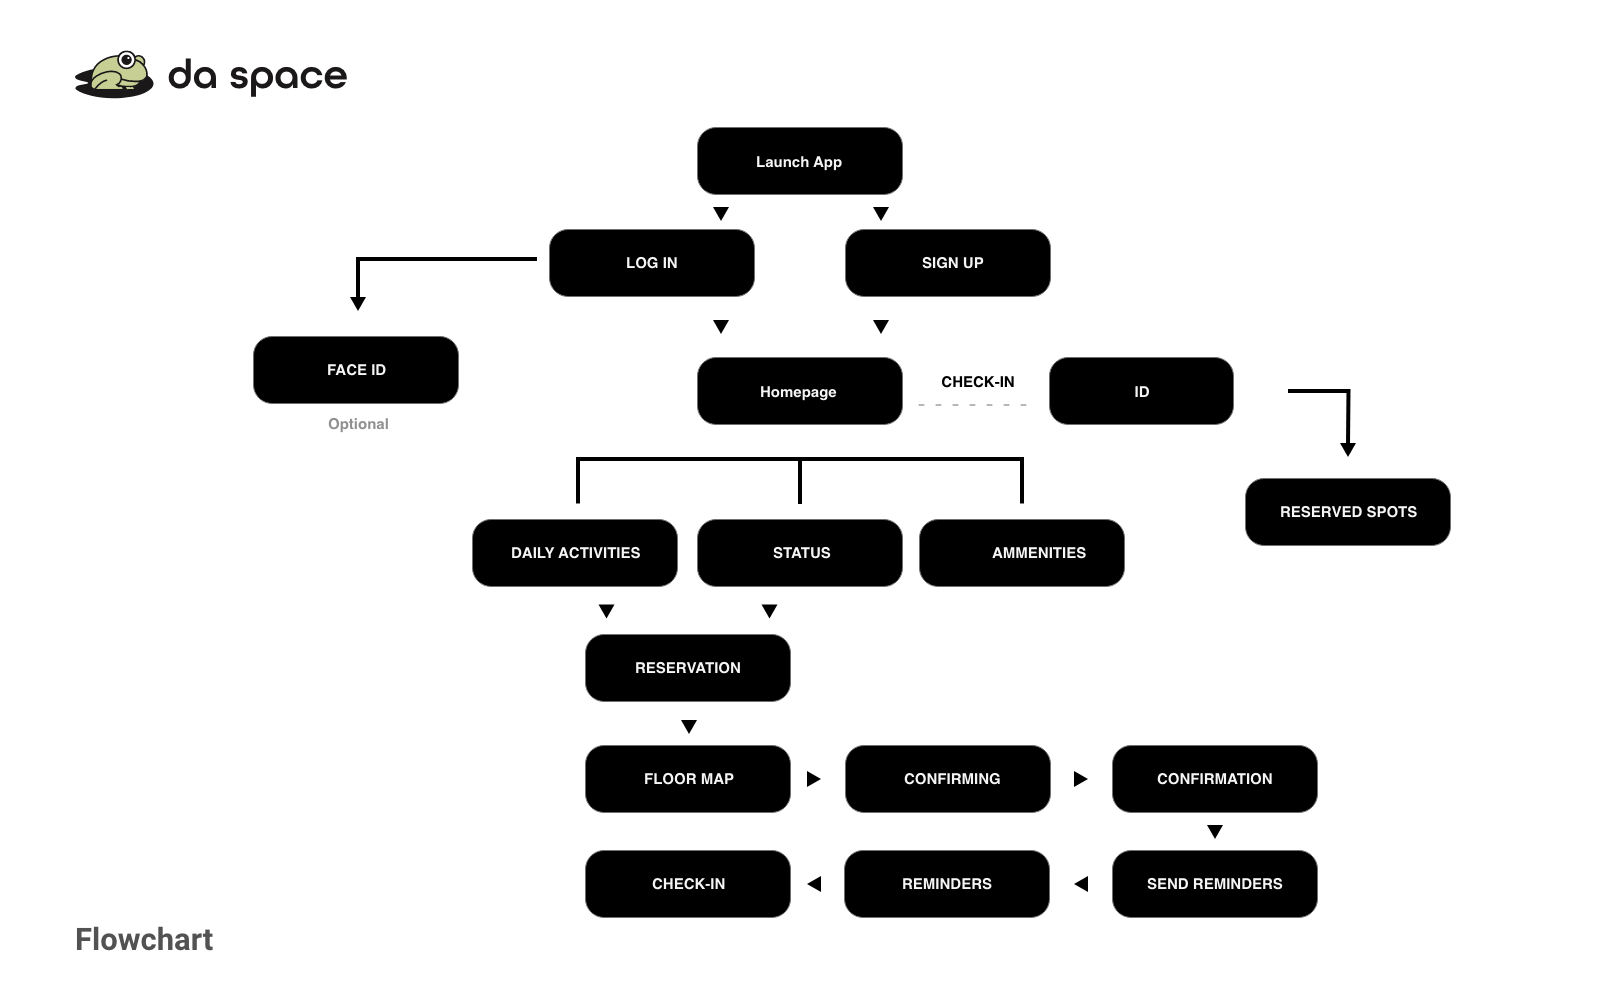 da space
Launch App
LOG IN
SIGN UP
FACE ID
Optional
Homepage
CHECK-IN
ID
RESERVED SPOTS
DAILY ACTIVITIES
STATUS
AMMENITIES
RESERVATION
FLOOR MAP
CONFIRMING
CONFIRMATION
CHECK-IN
REMINDERS
SEND REMINDERS
Flowchart